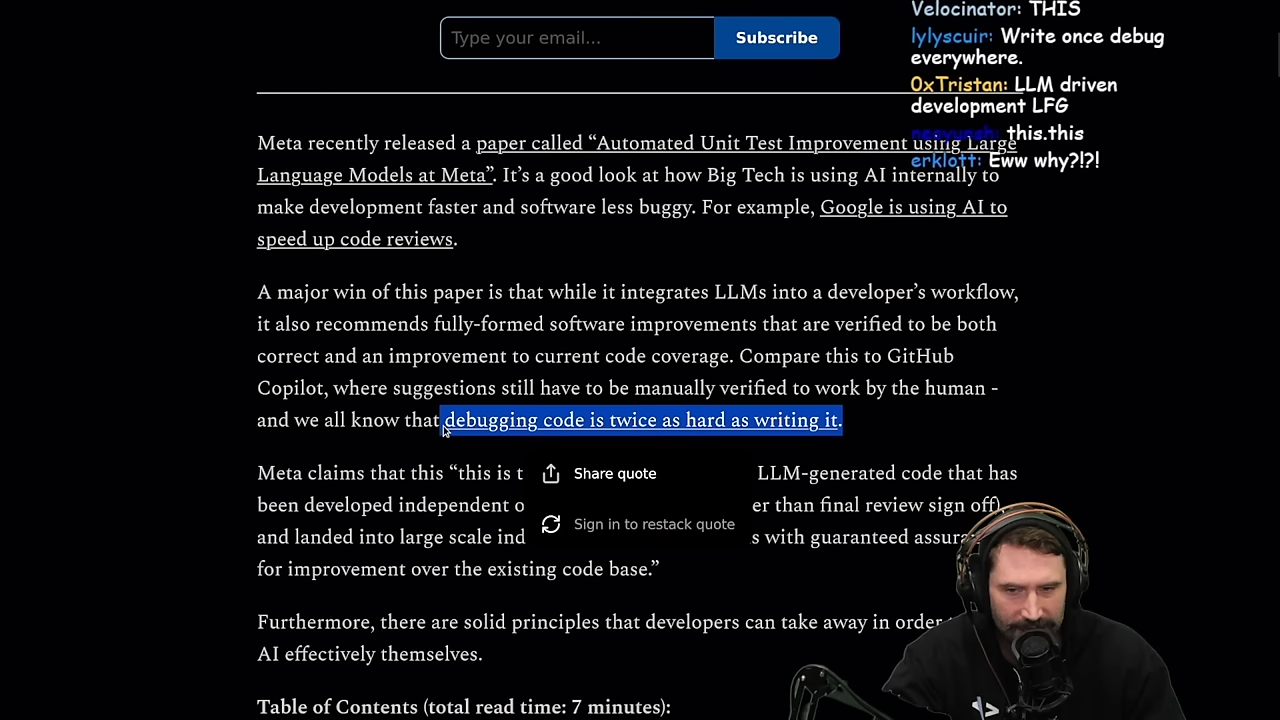 Type your email...
Subscribe
Velocinator: THIS
lylyscuir: Write once debug
everywhere.
0xTristan: LLM driven
development LFG
this.this
erklott: Eww why?!?!
Meta recently released a paper called “Automated Unit Test Improvement using Large
Language Models at Meta”. It’s a good look at how Big Tech is using AI internally to
make development faster and software less buggy. For example, Google is using AI to
speed up code reviews.
A major win of this paper is that while it integrates LLMs into a developer’s workflow,
it also recommends fully-formed software improvements that are verified to be both
correct and an improvement to current code coverage. Compare this to GitHub
Copilot, where suggestions still have to be manually verified to work by the human -
and we all know that debugging code is twice as hard as writing it.
Meta claims that this “this is t LLM-generated code that has
Share quote
been developed independent o er than final review sign off),
Sign in to restack quote
and landed into large scale ind s with guaranteed
for improvement over the existing code base.”
Furthermore, there are solid principles that developers can take away in order
AI effectively themselves.
Table of Contents (total read time: 7 minutes):